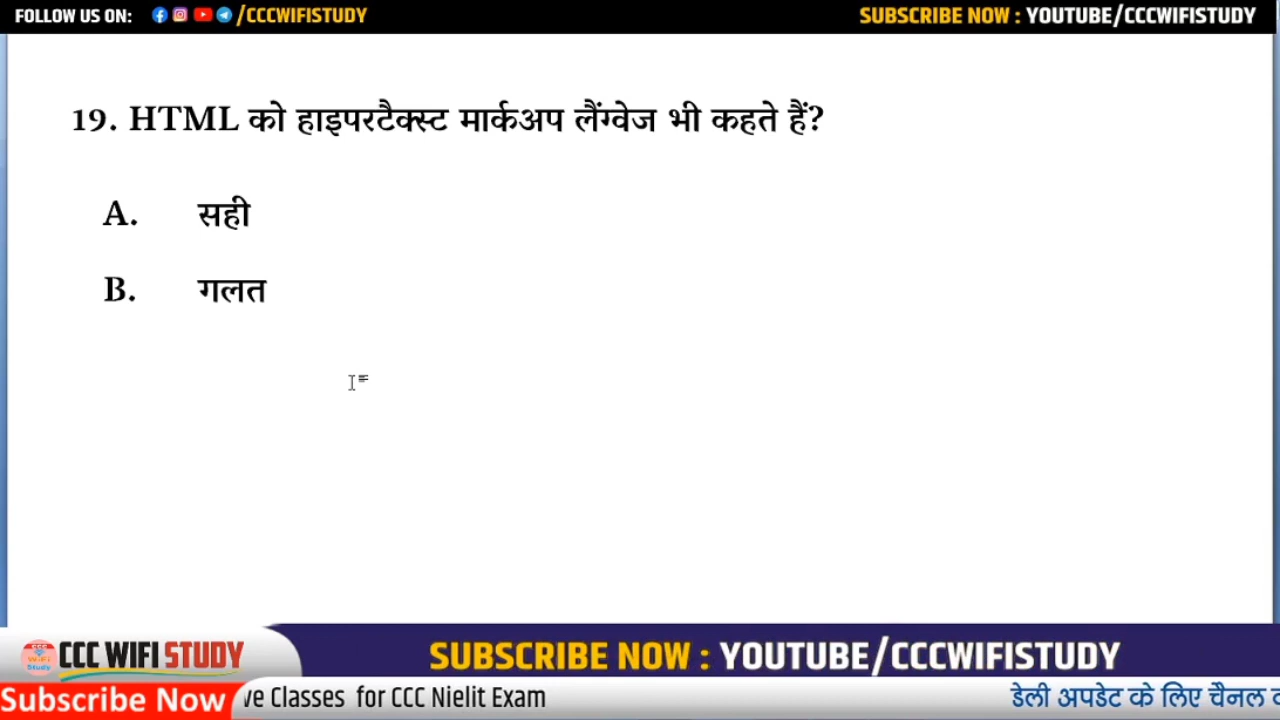 FOLLOW US ON: /CCCWIFISTUDY
SUBSCRIBE NOW : YOUTUBE/CCCWIFISTUDY
19. HTML को हाइपरटैक्स्ट मार्कअप लैंग्वेज भी कहते हैं?
A. सही
B. गलत
CCC WIFI STUDY
SUBSCRIBE NOW : YOUTUBE/CCCWIFISTUDY
Subscribe Now
Classes for CCC Nielit Exam
डेली अपडेट के लिए चैनल